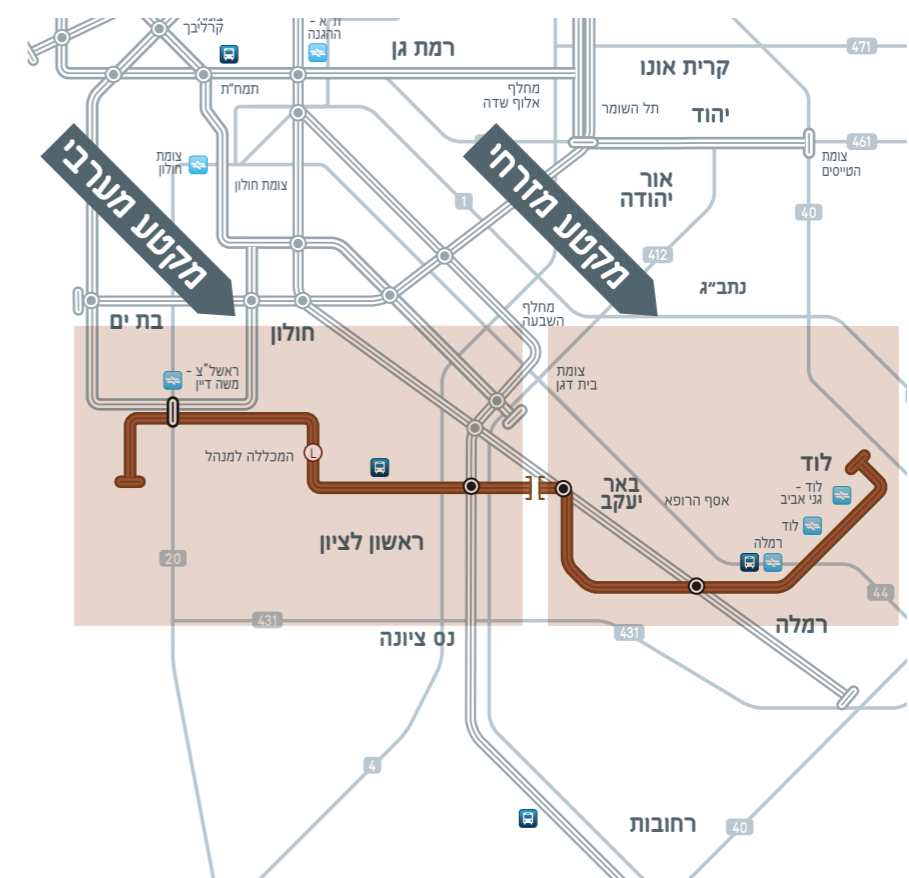 קרליבך
ת"א -
ההגנה
רמת גן
471
קרית אונו
תמח"ת
מחלף
אלוף שדה
תל השומר
יהוד
461
צומת
הטייסים
צומת
חולון
צומת חולון
מקטע מערבי
מקטע מזרחי
אור
יהודה
1
40
412
נתב״ג
מחלף
השבעה
בת ים
חולון
ראשל"צ -
משה דיין
צומת
בית דגן
המכללה למנהל
L
באר
יעקב
אסף הרופא
לוד
לוד -
גני אביב
לוד
רמלה
ראשון לציון
20
44
431
נס ציונה
431
רמלה
4
רחובות
40